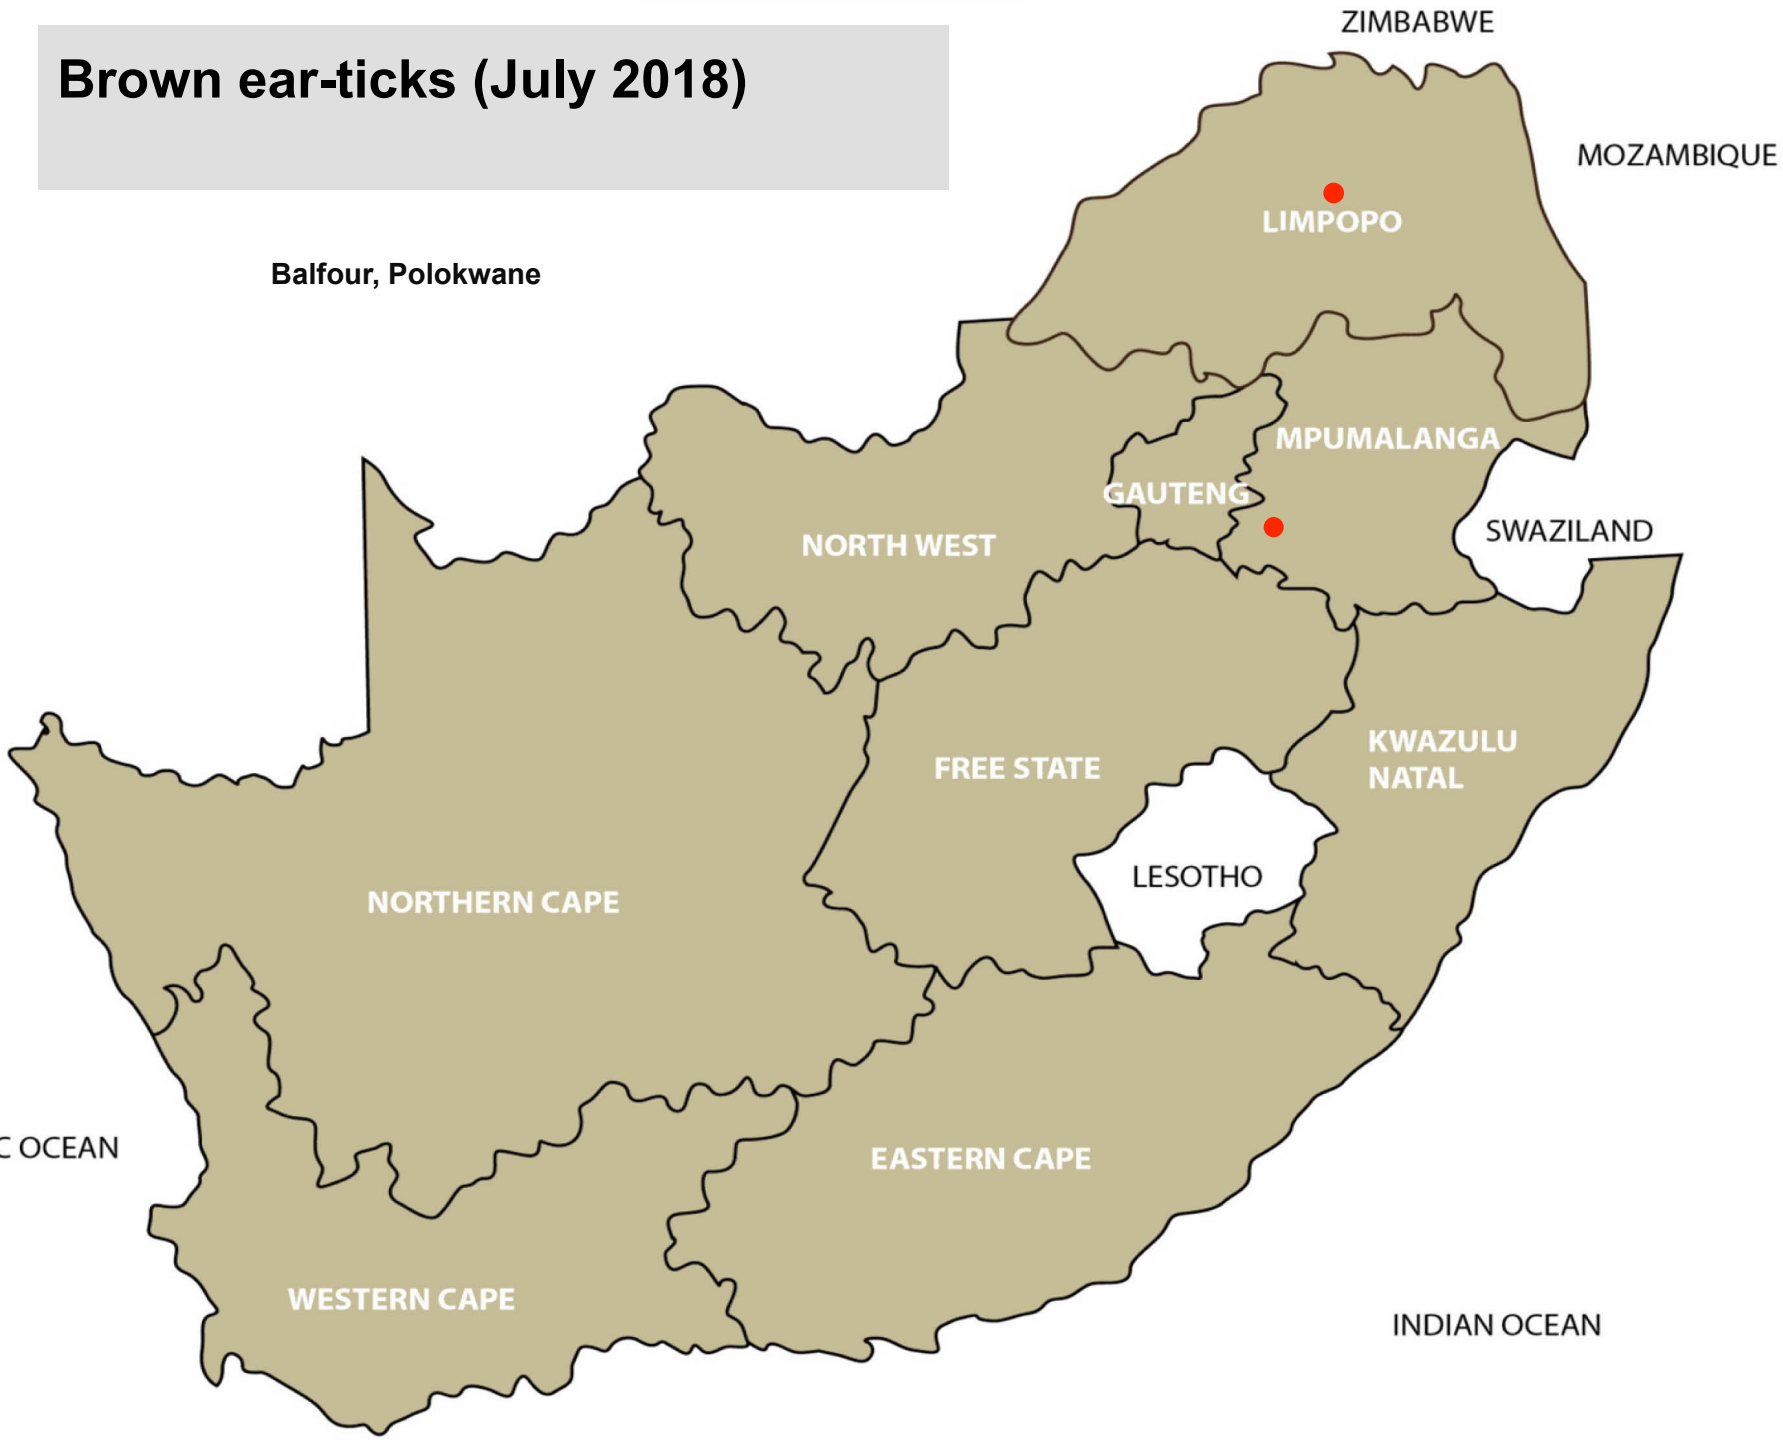 Brown ear-ticks (July 2018)
Balfour, Polokwane
ZIMBABWE
MOZAMBIQUE
LIMPOPO
MPUMALANGA
GAUTENG
NORTH WEST
SWAZILAND
KWAZULU
NATAL
FREE STATE
LESOTHO
NORTHERN CAPE
C OCEAN
EASTERN CAPE
WESTERN CAPE
INDIAN OCEAN